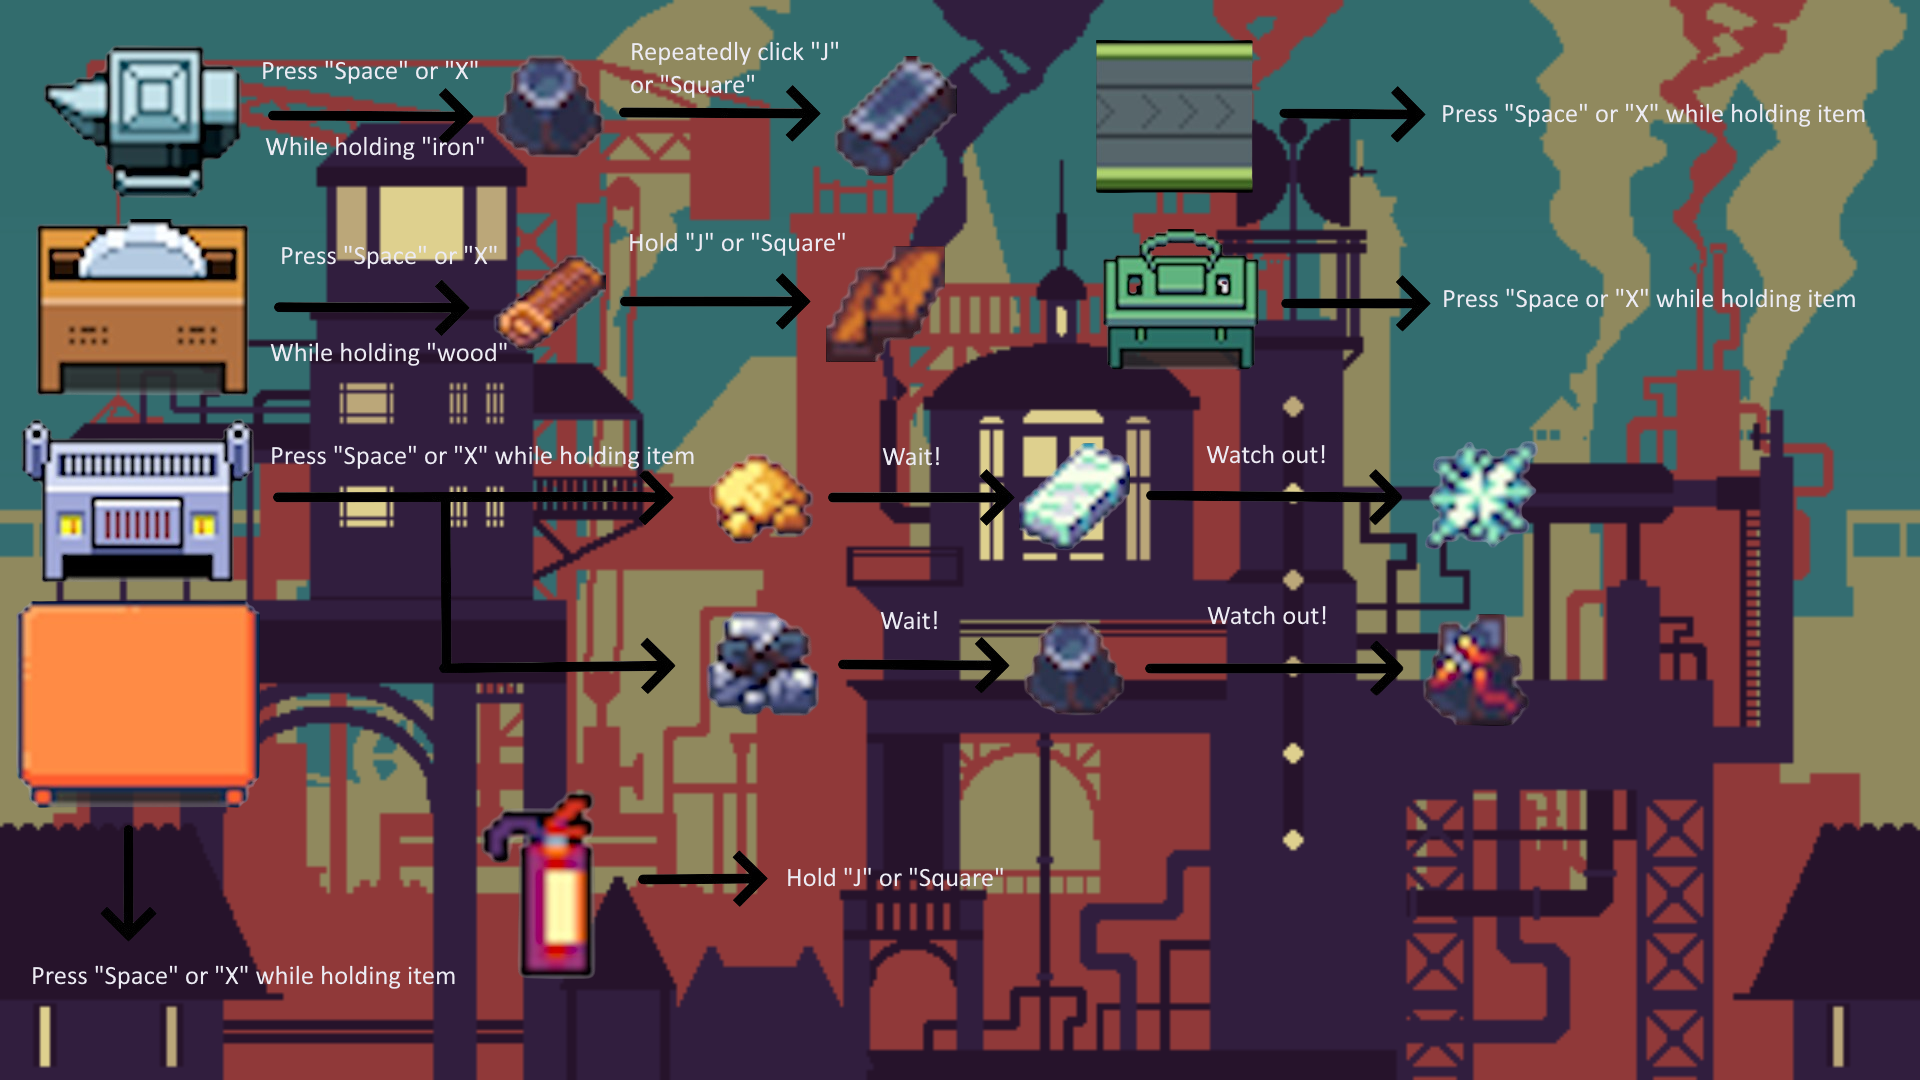 Press "Space" or "X"
While holding "iron"
Repeatedly click "J"
or "Square"
Press "Space" or "X" while holding item
Press "Space" or "X"
While holding "wood"
Hold "J" or "Square"
Press "Space or "X" while holding item
Press "Space" or "X" while holding item
Wait!
Watch out!
Wait!
Watch out!
Hold "J" or "Square"
Press "Space" or "X" while holding item